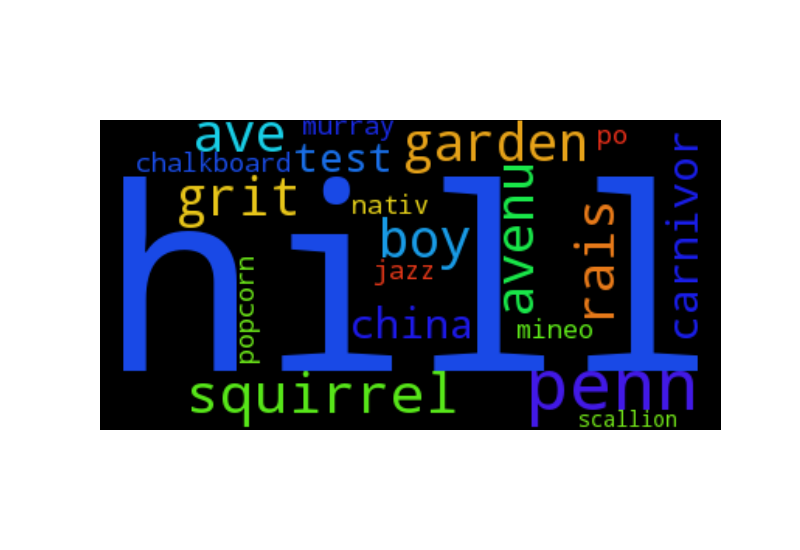 ave
murray
garden
po
chalkboard
test
grit
nativ
avenu
carnivor
hill
boy
rais
jazz
popcorn
china
mineo
squirrel
penn
scallion